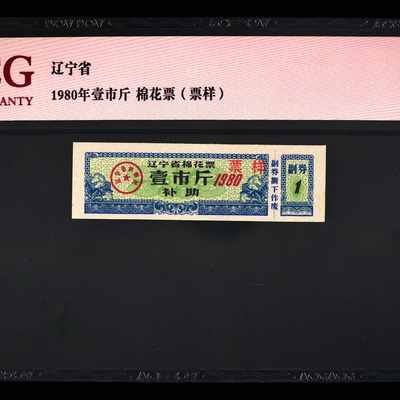 CG
RANTY
辽宁省
1980年壹市斤 棉花票（票样）
辽宁省棉花票
票样
壹市斤
1980
补助
副券撕下作废
副券
1